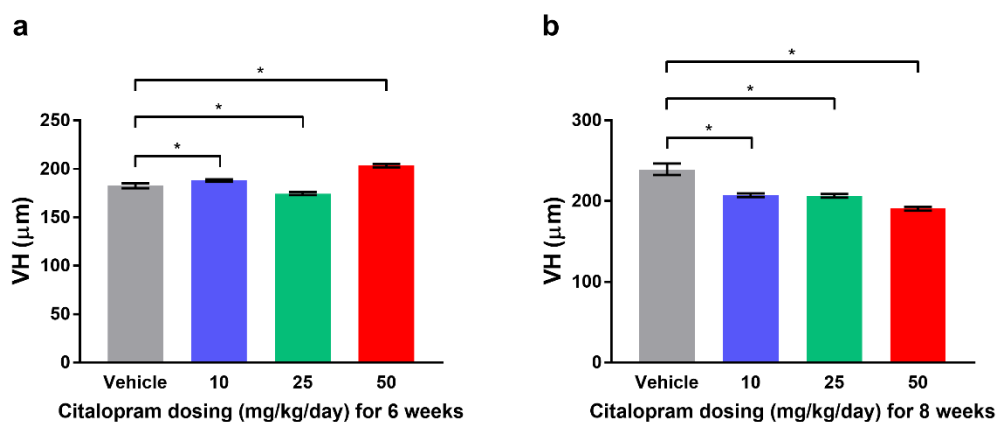 a
*
*
*
250
200
150
100
50
0
VH (μm)
Vehicle 10 25 50
Citalopram dosing (mg/kg/day) for 6 weeks
b
*
*
*
300
200
100
0
VH (μm)
Vehicle 10 25 50
Citalopram dosing (mg/kg/day) for 8 weeks